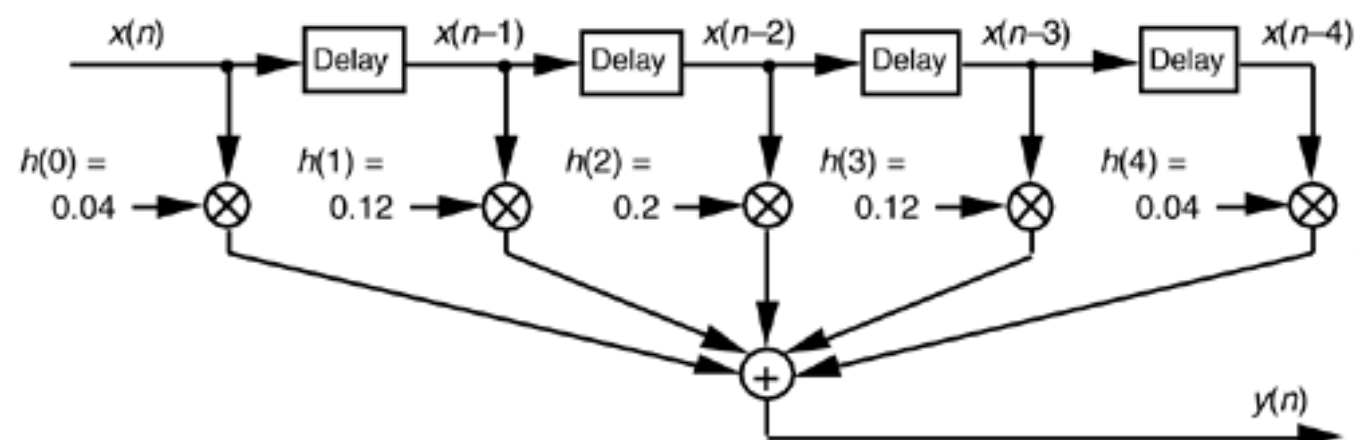 x(n) x(n–1) x(n–2) x(n–3) x(n–4)
Delay Delay Delay Delay
h(0) = h(1) = h(2) = h(3) = h(4) =
0.04 0.12 0.2 0.12 0.04
+
y(n)